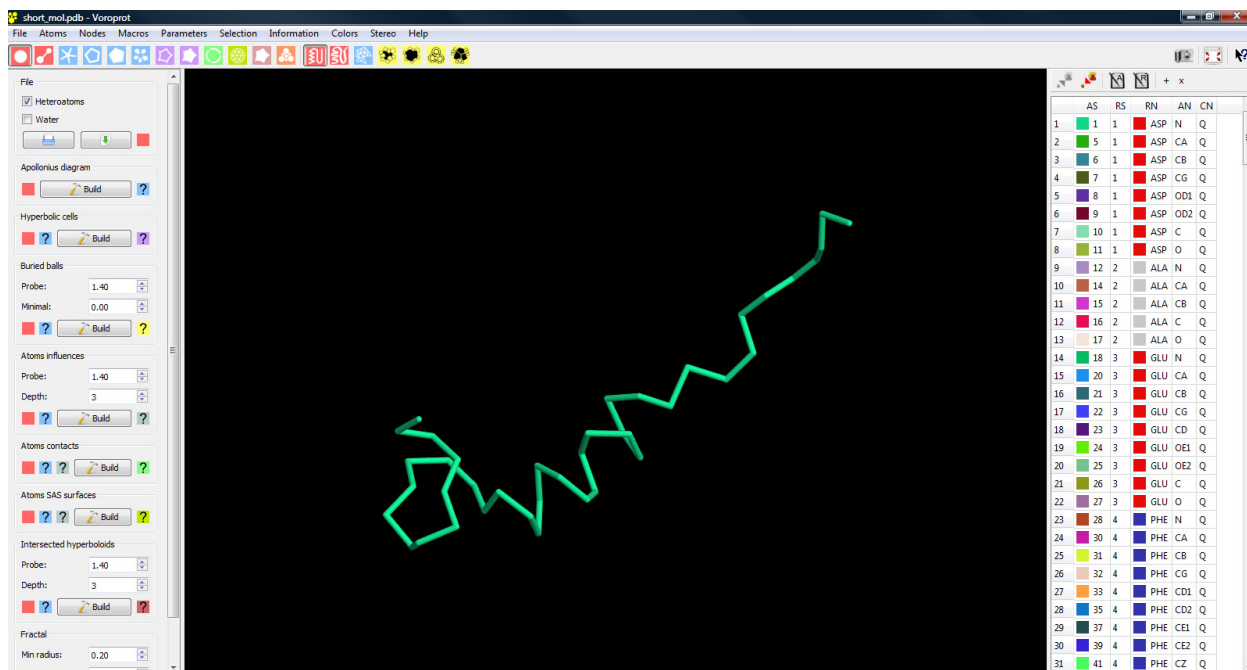 short_mol.pdb - Voroprot
File Atoms Nodes Macros Parameters Selection Information Colors Stereo Help
File
Heteroatoms
Water
Apollonius diagram
Build ?
Hyperbolic cells
? Build ?
Buried balls
Probe: 1.40
Minimal: 0.00
? Build ?
Atoms influences
Probe: 1.40
Depth: 3
? Build ?
Atoms contacts
? ? Build ?
Atoms SAS surfaces
? ? Build ?
Intersected hyperboloids
Probe: 1.40
Depth: 3
? Build ?
Fractal
Min radius: 0.20
A R + x
AS RS RN AN CN
1 1 1 ASP N Q
2 5 1 ASP CA Q
3 6 1 ASP CB Q
4 7 1 ASP CG Q
5 8 1 ASP OD1 Q
6 9 1 ASP OD2 Q
7 10 1 ASP C Q
8 11 1 ASP O Q
9 12 2 ALA N Q
10 14 2 ALA CA Q
11 15 2 ALA CB Q
12 16 2 ALA C Q
13 17 2 ALA O Q
14 18 3 GLU N Q
15 20 3 GLU CA Q
16 21 3 GLU CB Q
17 22 3 GLU CG Q
18 23 3 GLU CD Q
19 24 3 GLU OE1 Q
20 25 3 GLU OE2 Q
21 26 3 GLU C Q
22 27 3 GLU O Q
23 28 4 PHE N Q
24 30 4 PHE CA Q
25 31 4 PHE CB Q
26 32 4 PHE CG Q
27 33 4 PHE CD1 Q
28 35 4 PHE CD2 Q
29 37 4 PHE CE1 Q
30 39 4 PHE CE2 Q
31 41 4 PHE CZ Q